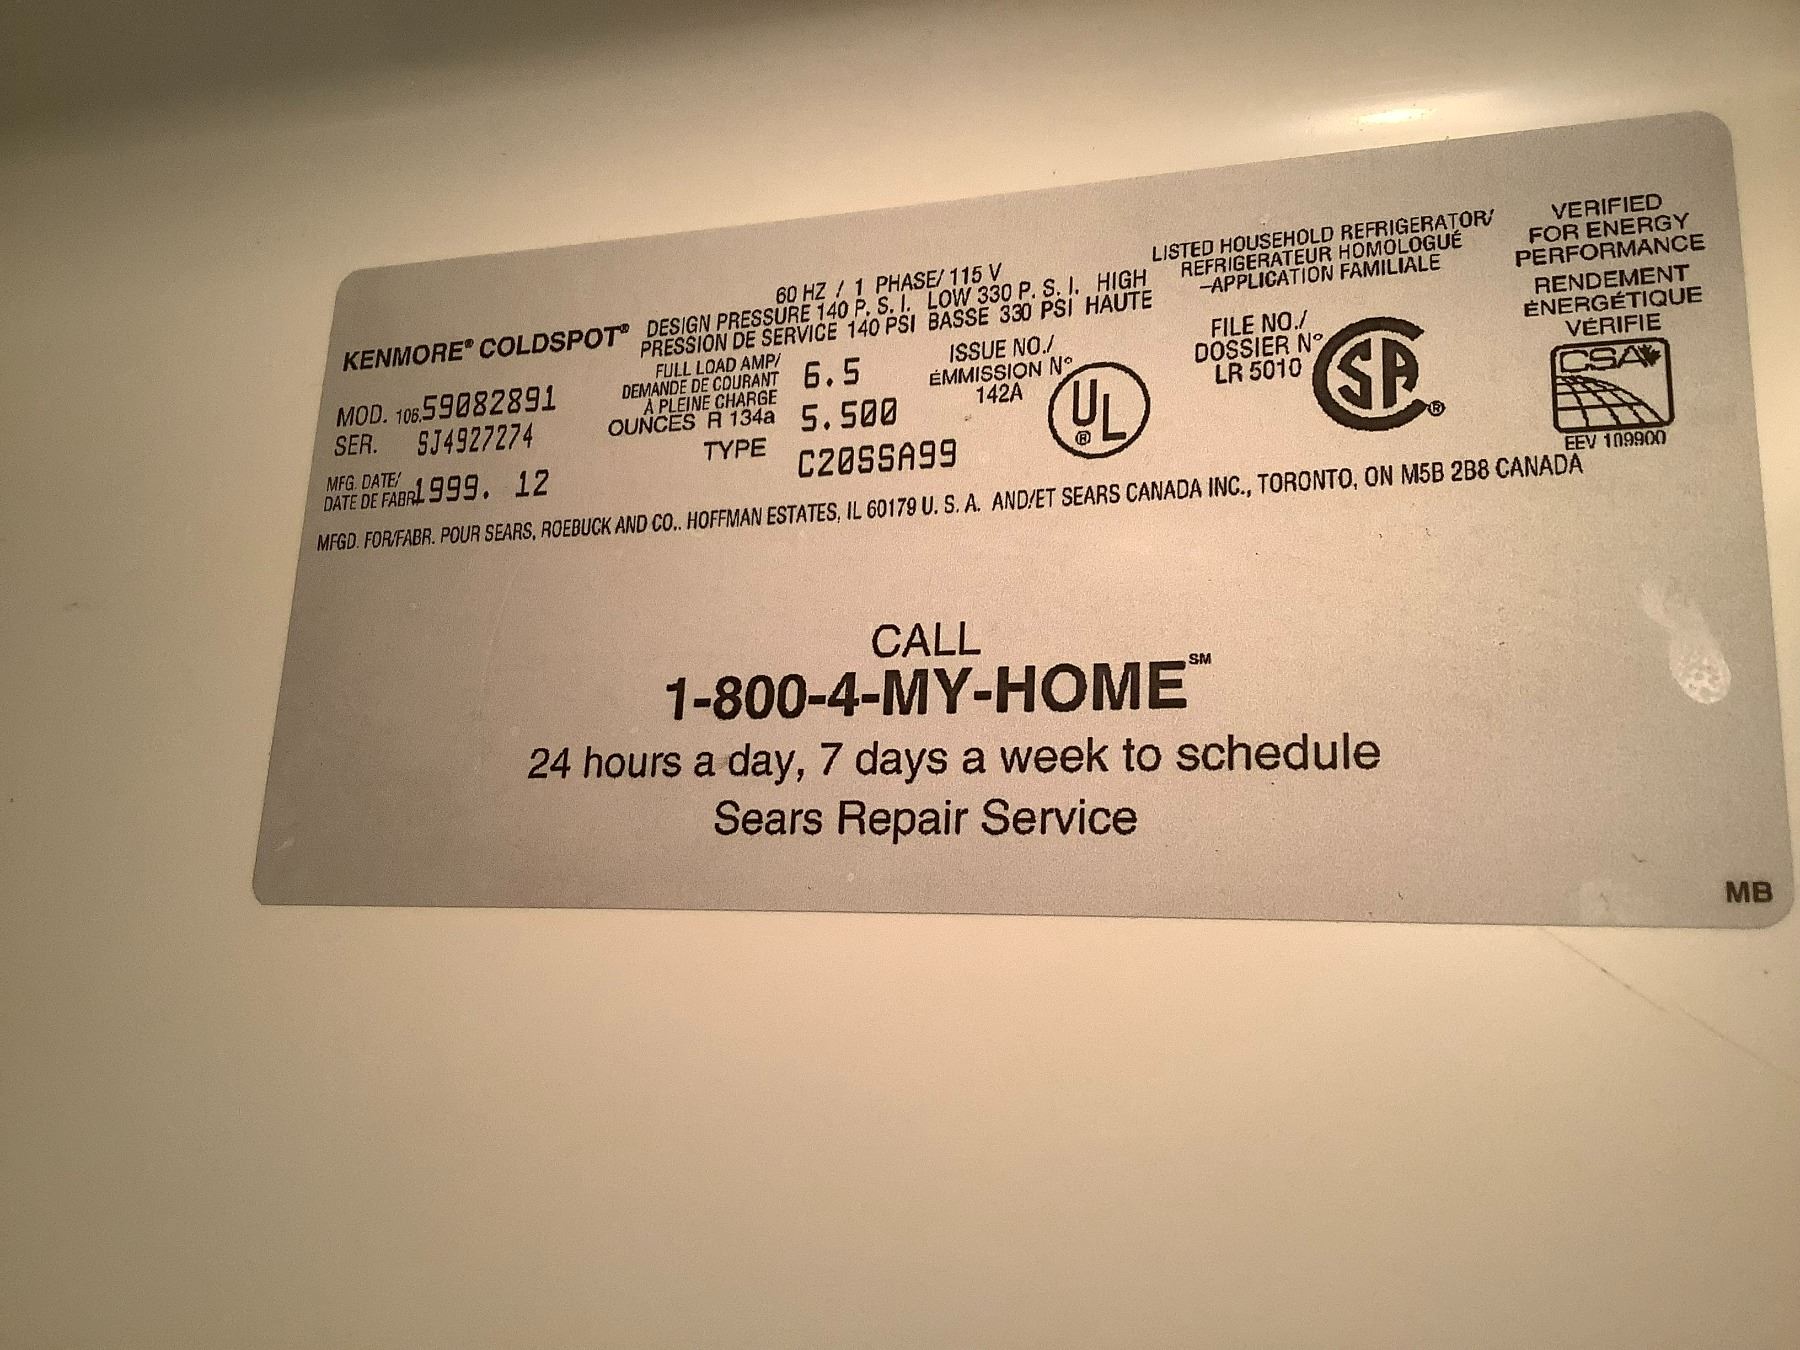 KENMORE® COLDSPOT®
60 HZ / 1 PHASE/ 115 V
DESIGN PRESSURE 140 P. S. I. LOW 330 P. S. I. HIGH
PRESSION DE SERVICE 140 PSI BASSE 330 PSI HAUTE
LISTED HOUSEHOLD REFRIGERATOR/
REFRIGERATEUR HOMOLOGUÉ
-APPLICATION FAMILIALE
VERIFIED
FOR ENERGY
PERFORMANCE
RENDEMENT
ÉNERGÉTIQUE
VÉRIFIE
MOD. 106.59082891
SER. SJ4927274
MFG. DATE/
DATE DE FABR. 1999. 12
FULL LOAD AMP/
DEMANDE DE COURANT
À PLEINE CHARGE
6.5
OUNCES R 134a 5.500
TYPE C20SSA99
ISSUE NO./
ÉMMISSION N°
142A
UL ®
FILE NO./
DOSSIER N°
LR 5010
SA ®
CSA
EEV 109900
MFGD. FOR/FABR. POUR SEARS, ROEBUCK AND CO.. HOFFMAN ESTATES, IL 60179 U. S. A. AND/ET SEARS CANADA INC., TORONTO, ON M5B 2B8 CANADA
CALL
1-800-4-MY-HOME℠
24 hours a day, 7 days a week to schedule
Sears Repair Service
MB